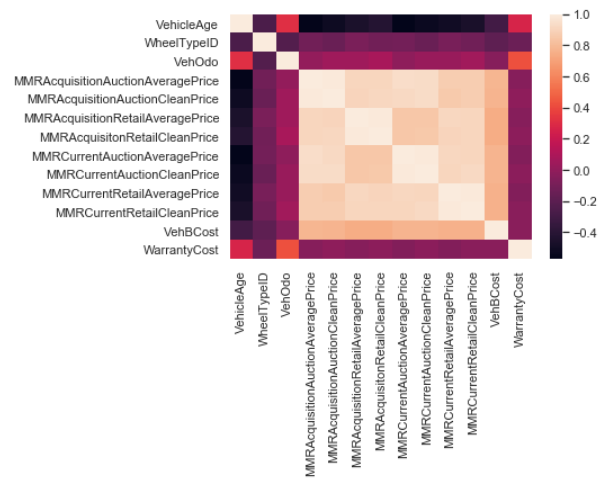 VehicleAge
WheelTypeID
VehOdo
MMRAcquisitionAuctionAveragePrice
MMRAcquisitionAuctionCleanPrice
MMRAcquisitionRetailAveragePrice
MMRAcquisitonRetailCleanPrice
MMRCurrentAuctionAveragePrice
MMRCurrentAuctionCleanPrice
MMRCurrentRetailAveragePrice
MMRCurrentRetailCleanPrice
VehBCost
WarrantyCost
1.0
0.8
0.6
0.4
0.2
0.0
−0.2
−0.4
VehicleAge
WheelTypeID
VehOdo
MMRAcquisitionAuctionAveragePrice
MMRAcquisitionAuctionCleanPrice
MMRAcquisitionRetailAveragePrice
MMRAcquisitonRetailCleanPrice
MMRCurrentAuctionAveragePrice
MMRCurrentAuctionCleanPrice
MMRCurrentRetailAveragePrice
MMRCurrentRetailCleanPrice
VehBCost
WarrantyCost